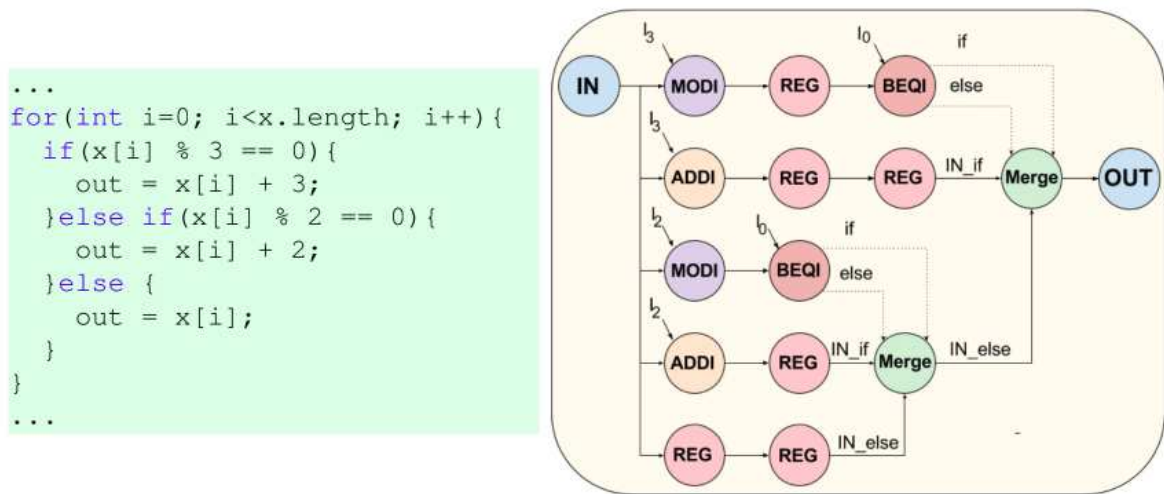 ...
for(int i=0; i<x.length; i++){
if(x[i] % 3 == 0){
out = x[i] + 3;
}else if(x[i] % 2 == 0){
out = x[i] + 2;
}else {
out = x[i];
}
}
...
I3 I0 if
IN MODI REG BEQI else
I3
ADDI REG REG IN_if Merge OUT
I2 I0 if
MODI BEQI else
I2
ADDI REG IN_if Merge IN_else
REG REG IN_else
-